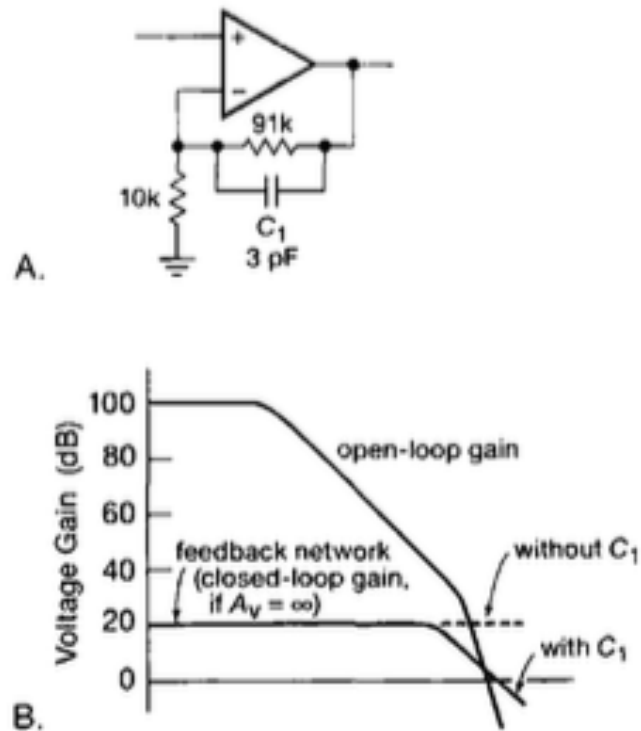 +
−
91k
10k
C1
3 pF
A.
Voltage Gain (dB)
100
80
60
40
20
0
open-loop gain
feedback network
(closed-loop gain,
if Av = ∞)
without C1
with C1
B.